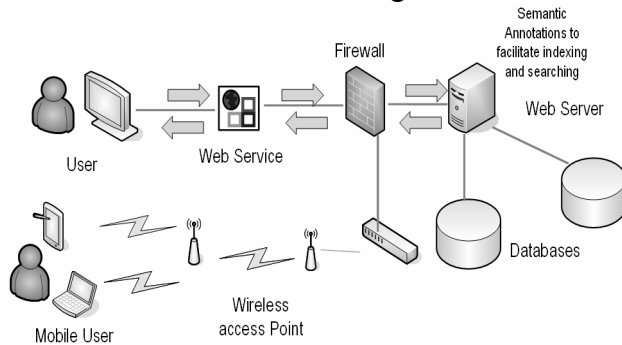 Semantic
Annotations to
facilitate indexing
and searching
Firewall
Web Server
User
Web Service
Databases
Wireless
access Point
Mobile User